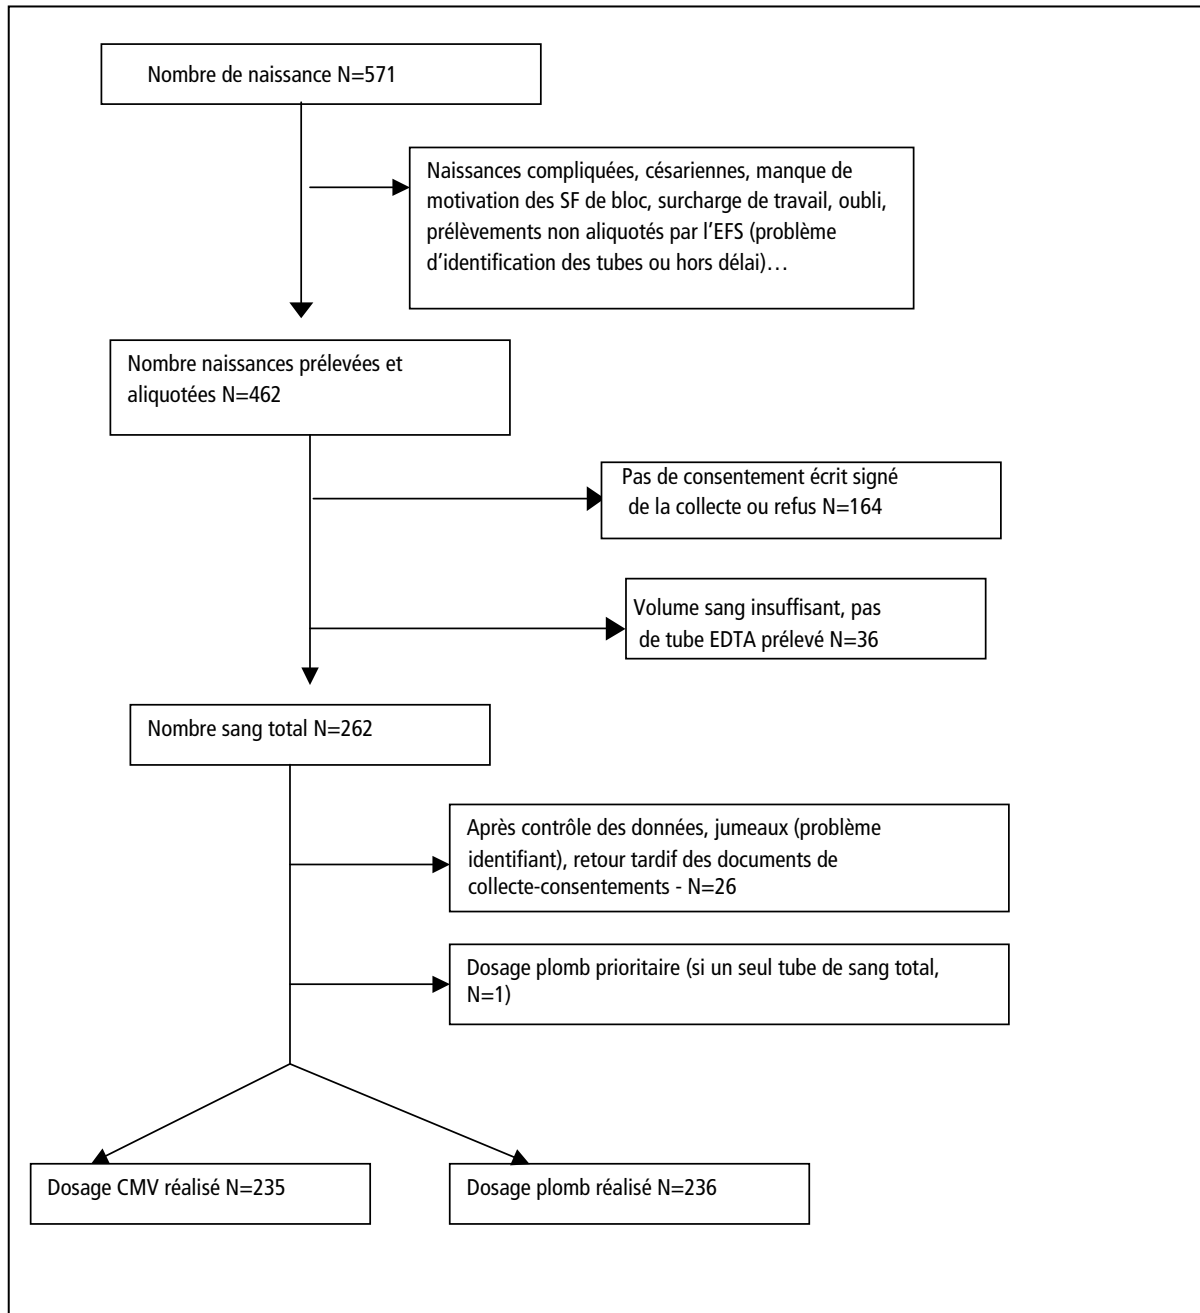 Nombre de naissance N=571
Naissances compliquées, césariennes, manque de
motivation des SF de bloc, surcharge de travail, oubli,
prélèvements non aliquotés par l'EFS (problème
d'identification des tubes ou hors délai)…
Nombre naissances prélevées et
aliquotées N=462
Pas de consentement écrit signé
de la collecte ou refus N=164
Volume sang insuffisant, pas
de tube EDTA prélevé N=36
Nombre sang total N=262
Après contrôle des données, jumeaux (problème
identifiant), retour tardif des documents de
collecte-consentements - N=26
Dosage plomb prioritaire (si un seul tube de sang total,
N=1)
Dosage CMV réalisé N=235
Dosage plomb réalisé N=236